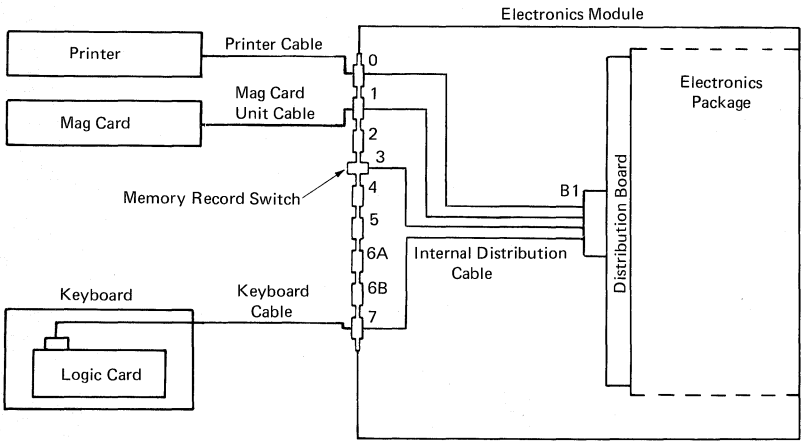 Electronics Module
Printer
Printer Cable
0
Mag Card
Unit Cable
1
Mag Card
2
3
Memory Record Switch
4
5
6A
6B
7
Electronics
Package
B1
Distribution Board
Internal Distribution
Cable
Keyboard
Keyboard
Cable
Logic Card